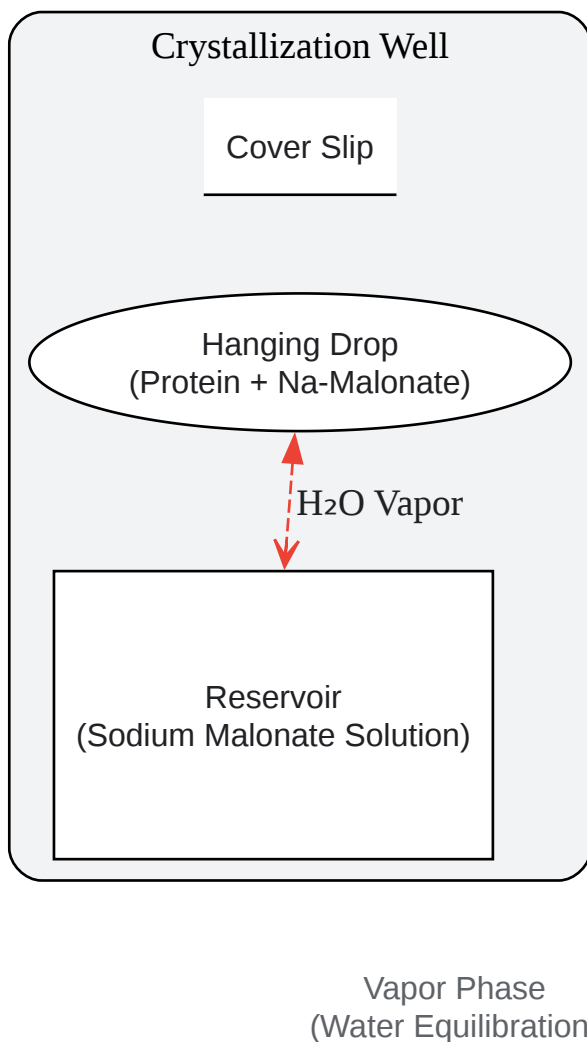 Crystallization Well
Cover Slip
Hanging Drop
(Protein + Na-Malonate)
H₂O Vapor
Reservoir
(Sodium Malonate Solution)
Vapor Phase
(Water Equilibration